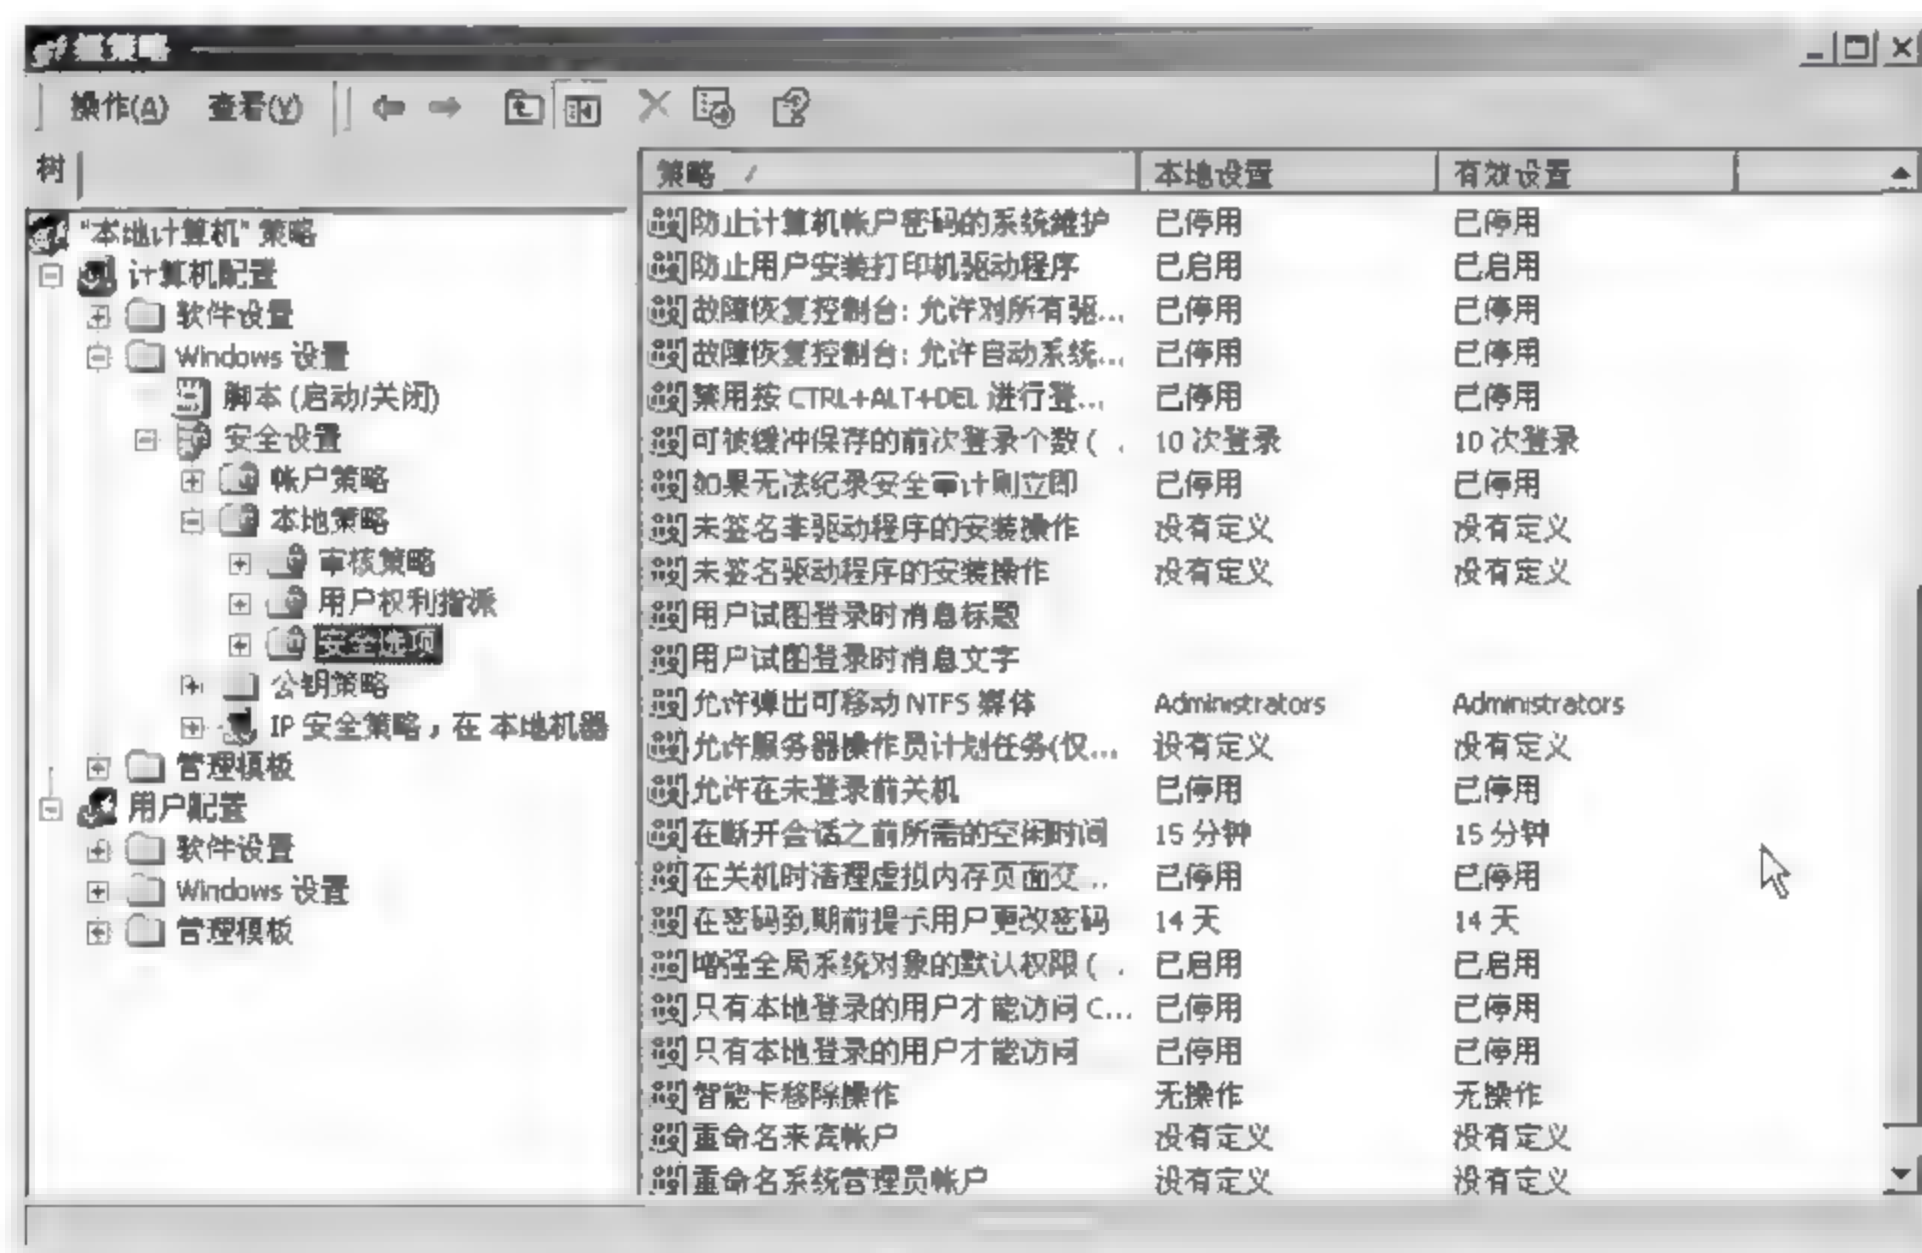 组策略
操作(A) 查看(V)
树
"本地计算机" 策略
计算机配置
软件设置
Windows 设置
脚本 (启动/关闭)
安全设置
帐户策略
本地策略
审核策略
用户权利指派
安全选项
公钥策略
IP 安全策略，在 本地机器
管理模板
用户配置
软件设置
Windows 设置
管理模板
策略 本地设置 有效设置
防止计算机帐户密码的系统维护 已停用 已停用
防止用户安装打印机驱动程序 已启用 已启用
故障恢复控制台: 允许对所有驱... 已停用 已停用
故障恢复控制台: 允许自动系统... 已停用 已停用
禁用按 CTRL+ALT+DEL 进行登... 已停用 已停用
可被缓冲保存的前次登录个数 (... 10 次登录 10 次登录
如果无法纪录安全审计则立即 已停用 已停用
未签名非驱动程序的安装操作 没有定义 没有定义
未签名驱动程序的安装操作 没有定义 没有定义
用户试图登录时消息标题
用户试图登录时消息文字
允许弹出可移动 NTFS 媒体 Administrators Administrators
允许服务器操作员计划任务(仅... 没有定义 没有定义
允许在未登录前关机 已停用 已停用
在断开会话之前所需的空闲时间 15 分钟 15 分钟
在关机时清理虚拟内存页面交... 已停用 已停用
在密码到期前提示用户更改密码 14 天 14 天
增强全局系统对象的默认权限 (... 已启用 已启用
只有本地登录的用户才能访问 C... 已停用 已停用
只有本地登录的用户才能访问 已停用 已停用
智能卡移除操作 无操作 无操作
重命名来宾帐户 没有定义 没有定义
重命名系统管理员帐户 没有定义 没有定义